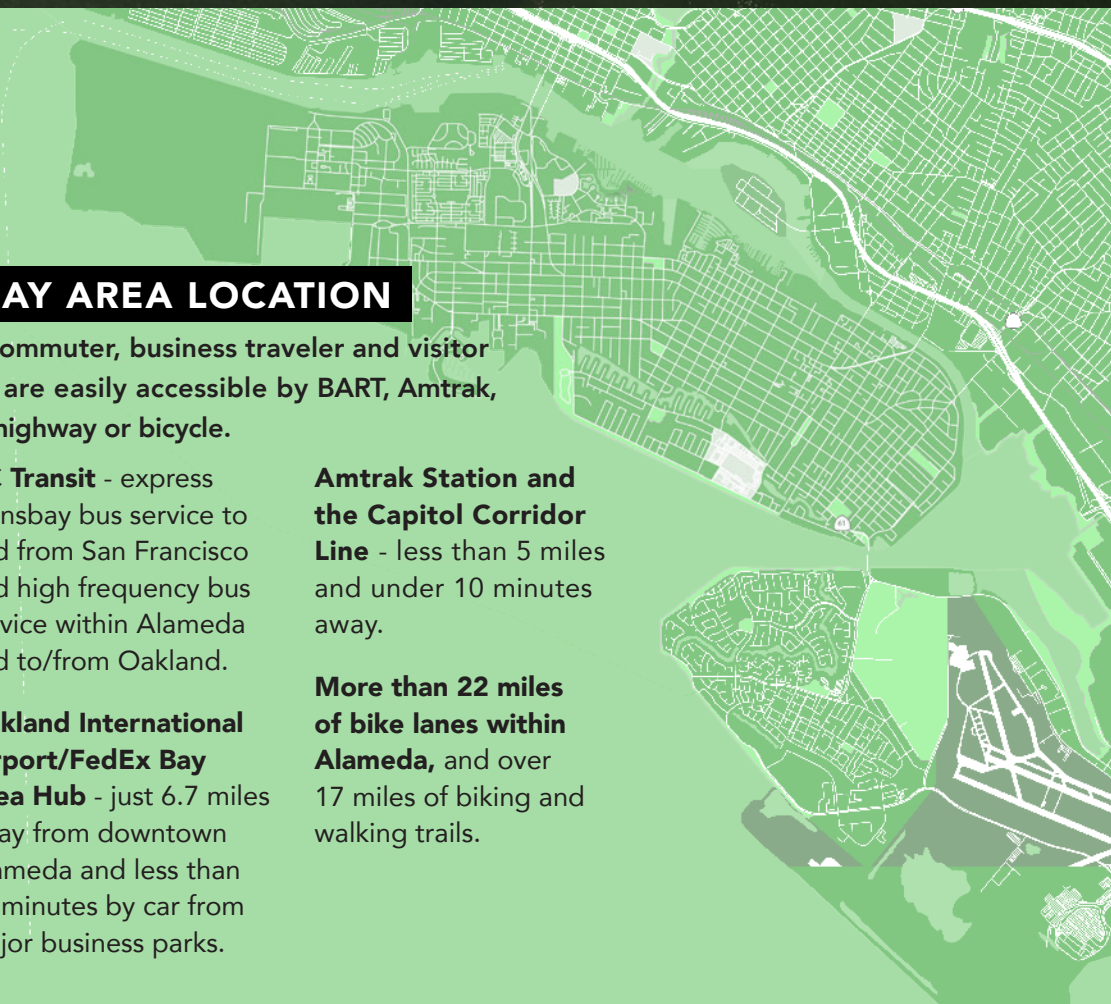 AY AREA LOCATION
ommuter, business traveler and visitor
are easily accessible by BART, Amtrak,
highway or bicycle.
Transit - express
nsbay bus service to
d from San Francisco
d high frequency bus
vice within Alameda
d to/from Oakland.
kland International
rport/FedEx Bay
ea Hub - just 6.7 miles
ay from downtown
ameda and less than
minutes by car from
jor business parks.
Amtrak Station and
the Capitol Corridor
Line - less than 5 miles
and under 10 minutes
away.
More than 22 miles
of bike lanes within
Alameda, and over
17 miles of biking and
walking trails.
61